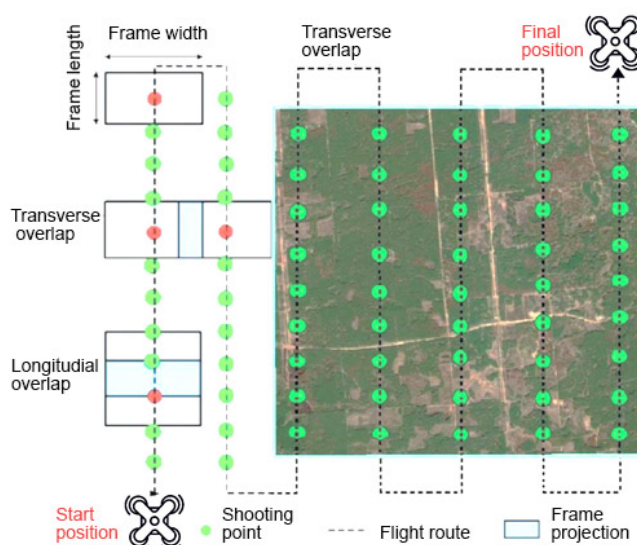 Frame width
Transverse
overlap
Final
position
Frame length
Transverse
overlap
Longitudial
overlap
Start
position
Shooting
point
Flight route
Frame
projection